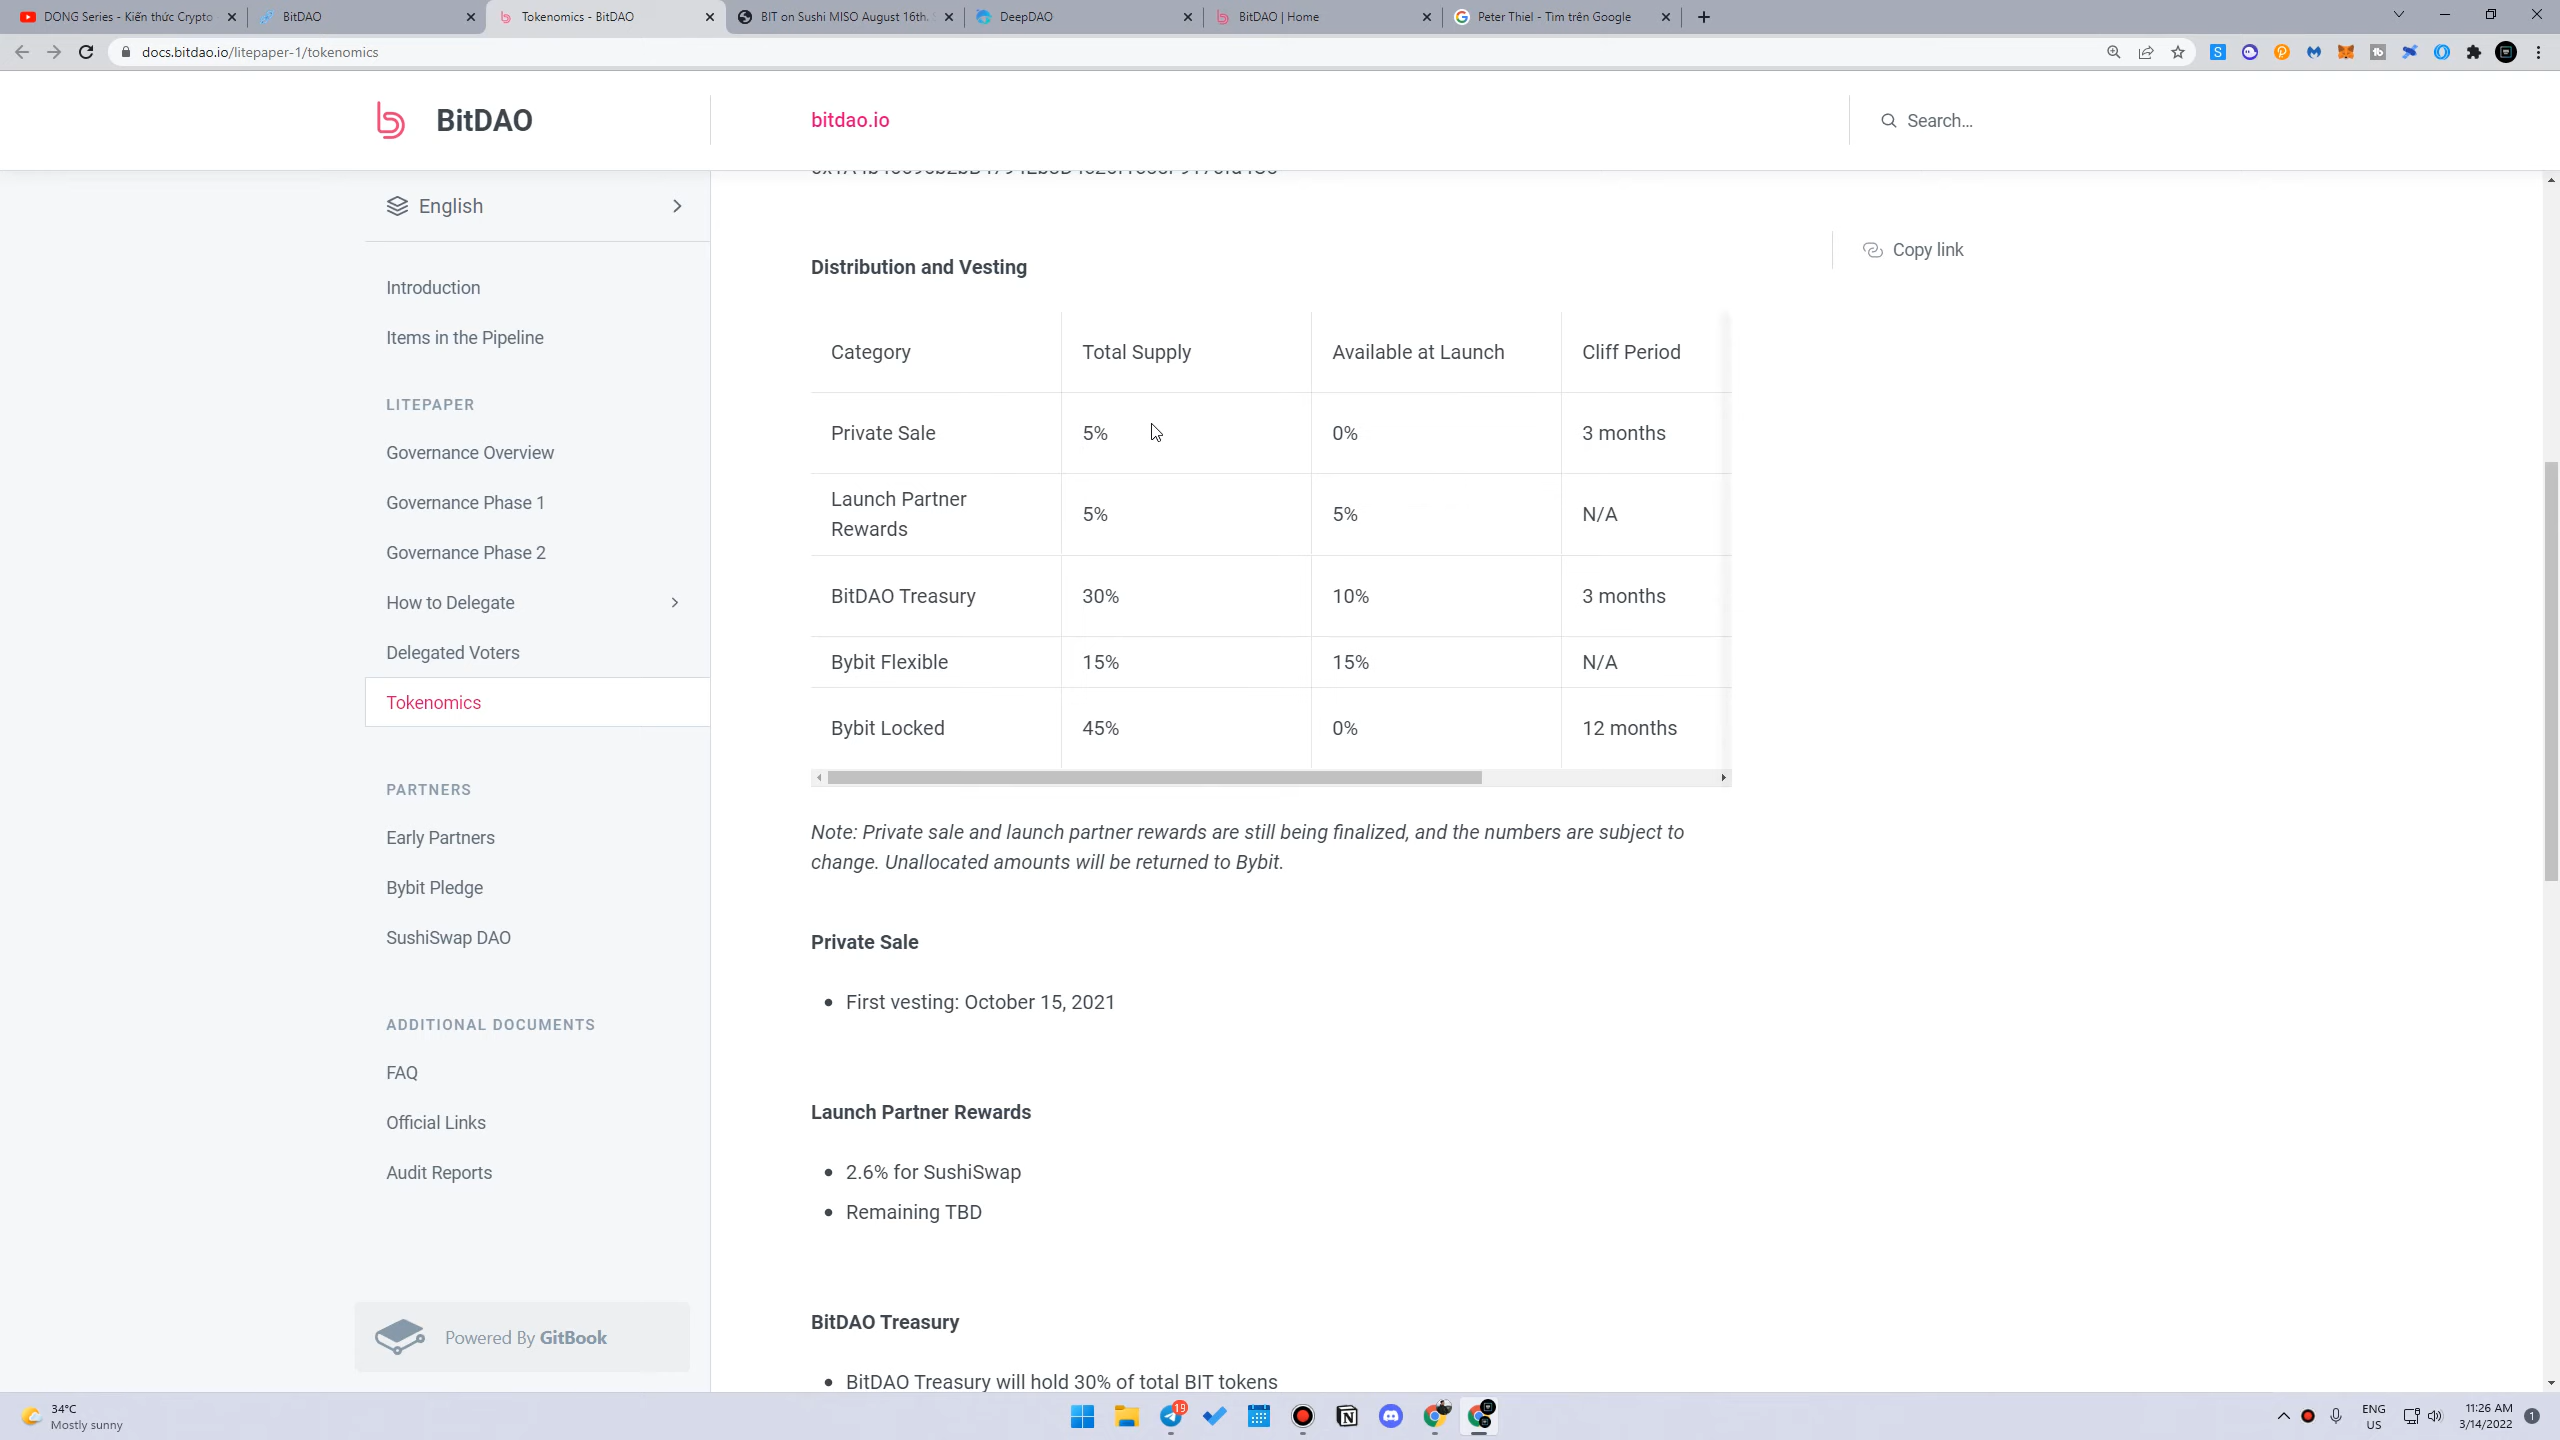 DONG Series - Kiến thức Crypto
BitDAO
Tokenomics - BitDAO
BIT on Sushi MISO August 16th.
DeepDAO
BitDAO | Home
Peter Thiel - Tìm trên Google
docs.bitdao.io/litepaper-1/tokenomics
BitDAO
bitdao.io
Search...
English
Copy link
Introduction
Items in the Pipeline
LITEPAPER
Governance Overview
Governance Phase 1
Governance Phase 2
How to Delegate
Delegated Voters
Tokenomics
PARTNERS
Early Partners
Bybit Pledge
SushiSwap DAO
ADDITIONAL DOCUMENTS
FAQ
Official Links
Audit Reports
Powered By GitBook
Distribution and Vesting
Category Total Supply Available at Launch Cliff Period
Private Sale 5% 0% 3 months
Launch Partner
Rewards 5% 5% N/A
BitDAO Treasury 30% 10% 3 months
Bybit Flexible 15% 15% N/A
Bybit Locked 45% 0% 12 months
Note: Private sale and launch partner rewards are still being finalized, and the numbers are subject to
change. Unallocated amounts will be returned to Bybit.
Private Sale
• First vesting: October 15, 2021
Launch Partner Rewards
• 2.6% for SushiSwap
• Remaining TBD
BitDAO Treasury
• BitDAO Treasury will hold 30% of total BIT tokens
34°C
Mostly sunny
19
ENG
US
11:26 AM
3/14/2022
1